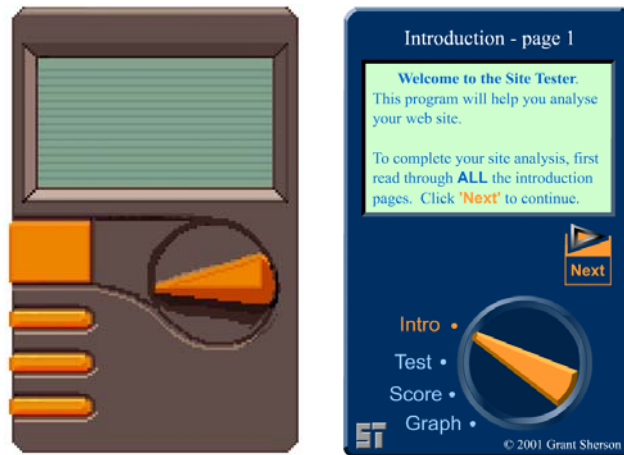 Introduction - page 1
Welcome to the Site Tester.
This program will help you analyse
your web site.
To complete your site analysis, first
read through ALL the introduction
pages. Click 'Next' to continue.
Next
Intro
Test
Score
Graph
ST
© 2001 Grant Sherson